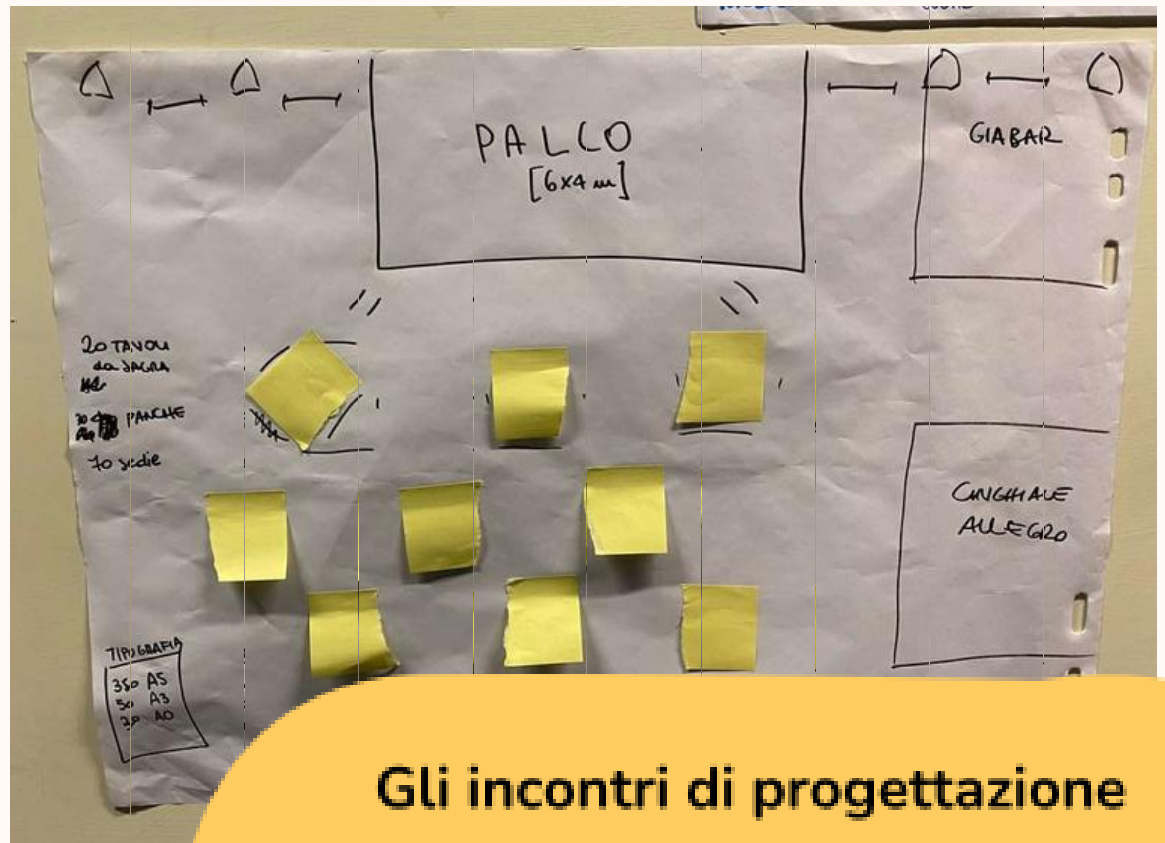 PALCO
[6x4 m]
GIABAR
20 TAVOLI
da SAGRA
PANCHE
70 sedie
CINGHIALE
ALLEGRO
TIPOGRAFIA
350 A5
50 A3
30 A0
Gli incontri di progettazione